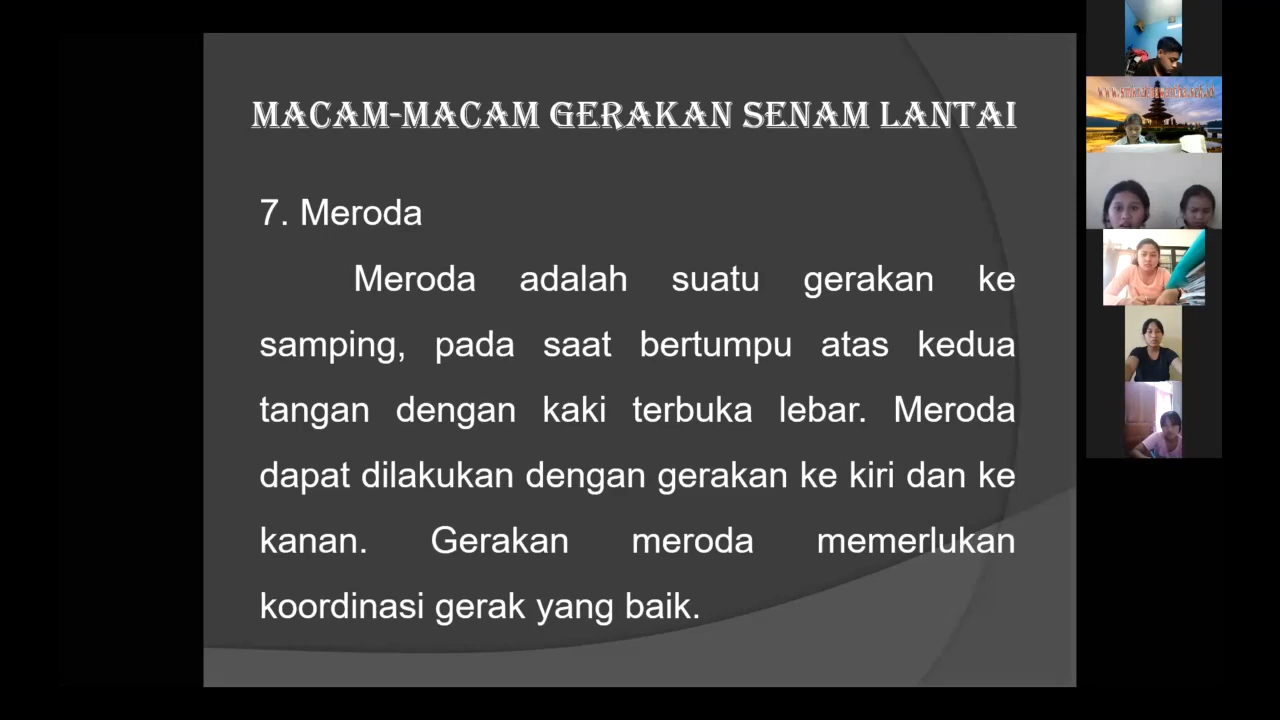 MACAM-MACAM GERAKAN SENAM LANTAI
7. Meroda
Meroda adalah suatu gerakan ke
samping, pada saat bertumpu atas kedua
tangan dengan kaki terbuka lebar. Meroda
dapat dilakukan dengan gerakan ke kiri dan ke
kanan. Gerakan meroda memerlukan
koordinasi gerak yang baik.